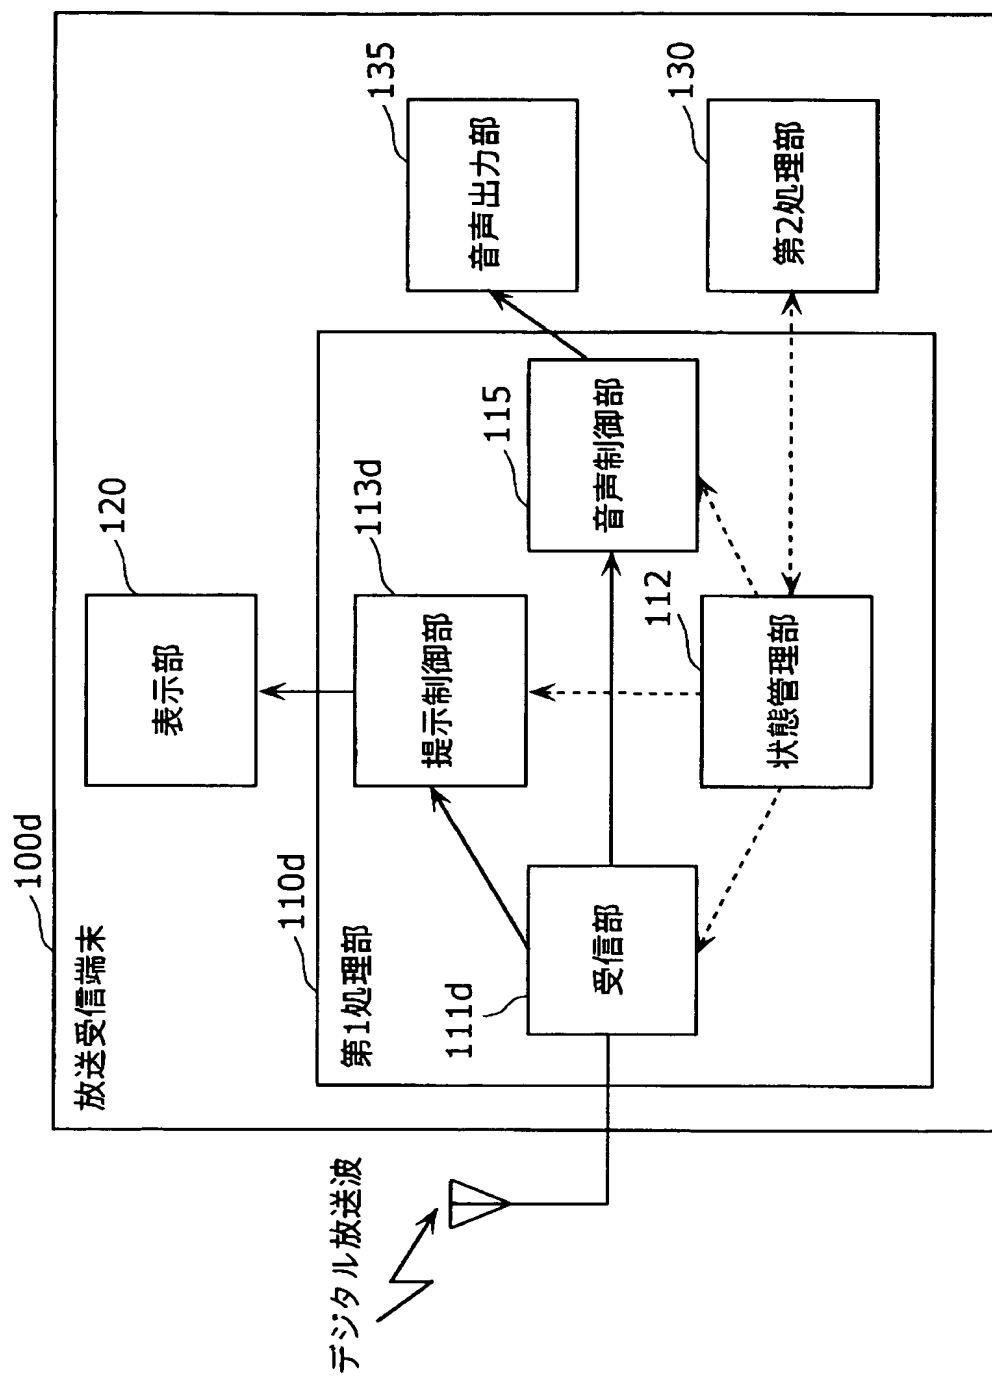 100d
放送受信端末
120
表示部
110d
第1処理部
113d
提示制御部
135
音声出力部
111d
受信部
115
音声制御部
112
状態管理部
130
第2処理部
デジタル放送波